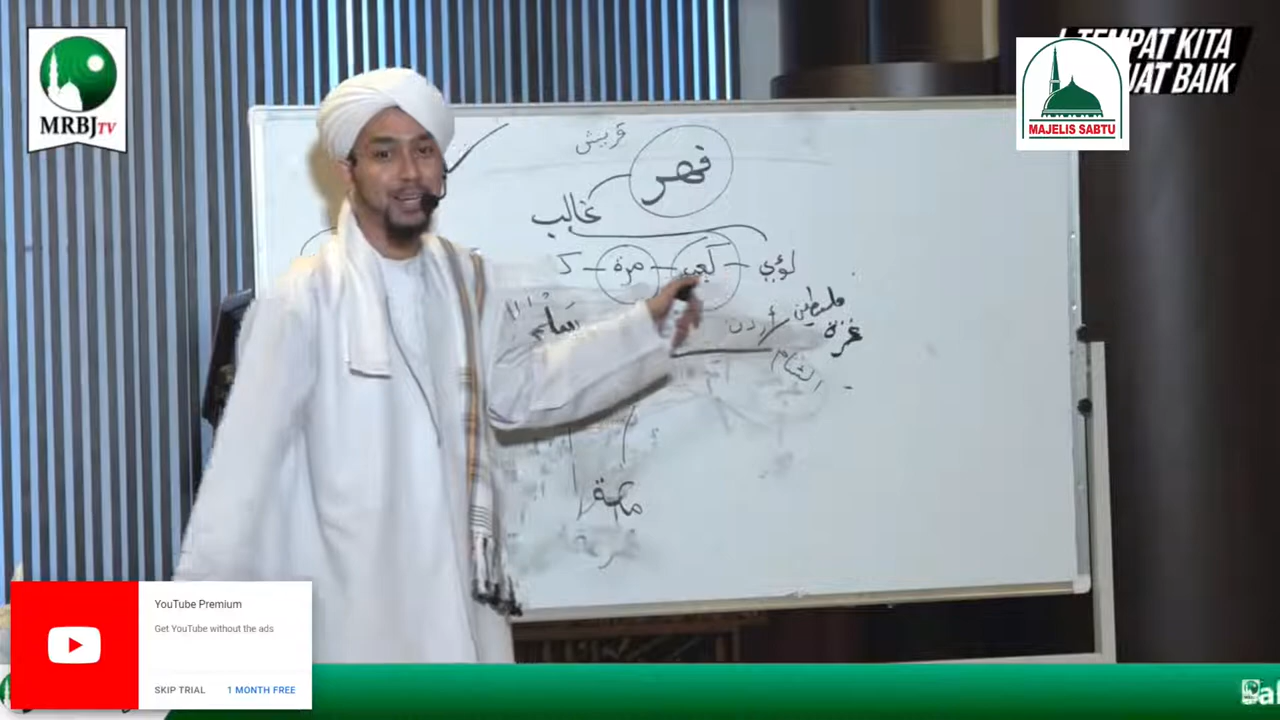 MRBJ TV
TEMPAT KITA
UAT BAIK
MAJELIS SABTU
قريش
فهر
غالب
لؤي - كعب - مرة - ك
فلسطين
غزة
أردن
الشام
مكة
YouTube Premium
Get YouTube without the ads
SKIP TRIAL 1 MONTH FREE